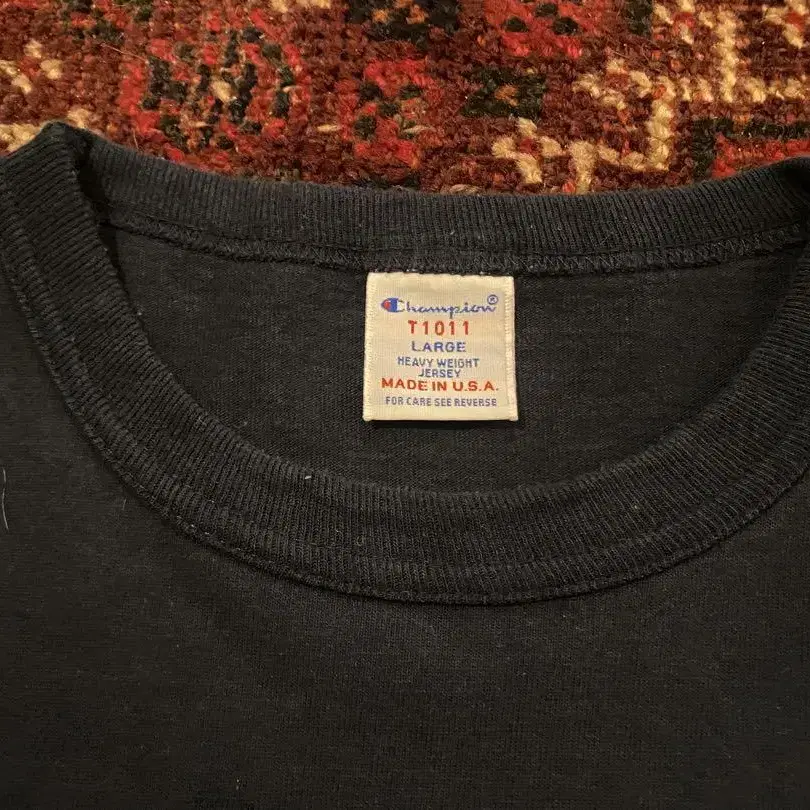 Champion®
T1011
LARGE
HEAVY WEIGHT
JERSEY
MADE IN U.S.A.
FOR CARE SEE REVERSE